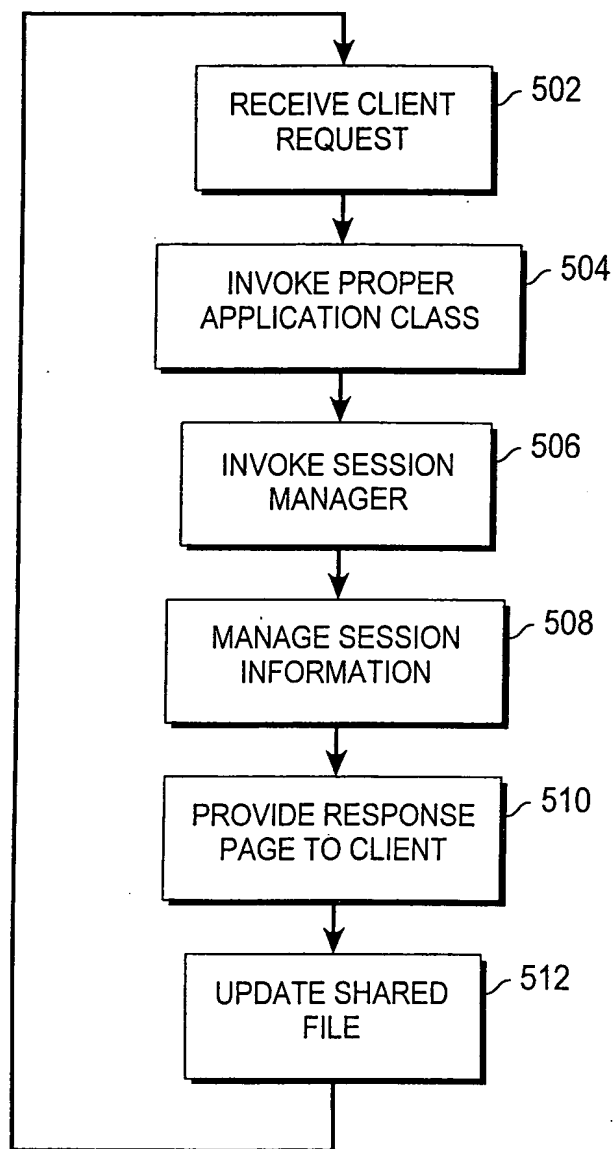 RECEIVE CLIENT
REQUEST
502
INVOKE PROPER
APPLICATION CLASS
504
INVOKE SESSION
MANAGER
506
MANAGE SESSION
INFORMATION
508
PROVIDE RESPONSE
PAGE TO CLIENT
510
UPDATE SHARED
FILE
512